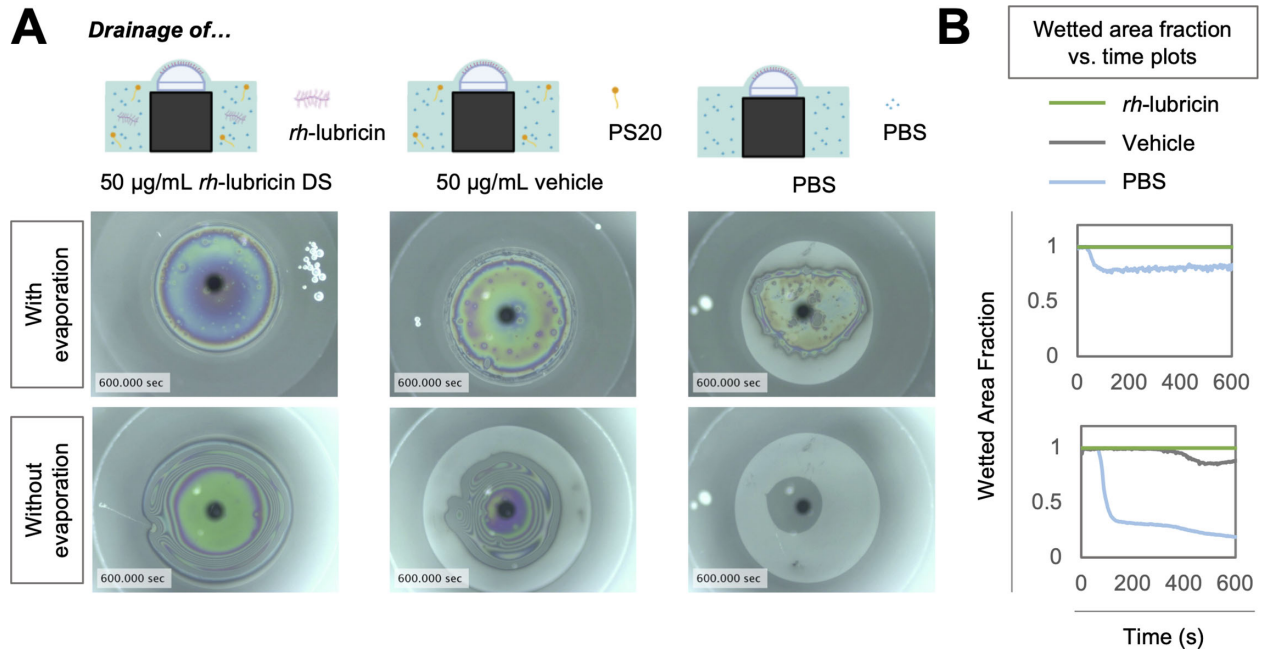 A
Drainage of...
rh-lubricin
PS20
PBS
50 µg/mL rh-lubricin DS
50 µg/mL vehicle
PBS
With
evaporation
600.000 sec
600.000 sec
600.000 sec
Without
evaporation
600.000 sec
600.000 sec
600.000 sec
B
Wetted area fraction
vs. time plots
rh-lubricin
Vehicle
PBS
Wetted Area Fraction
1
0.5
0
0 200 400 600
1
0.5
0
0 200 400 600
Time (s)